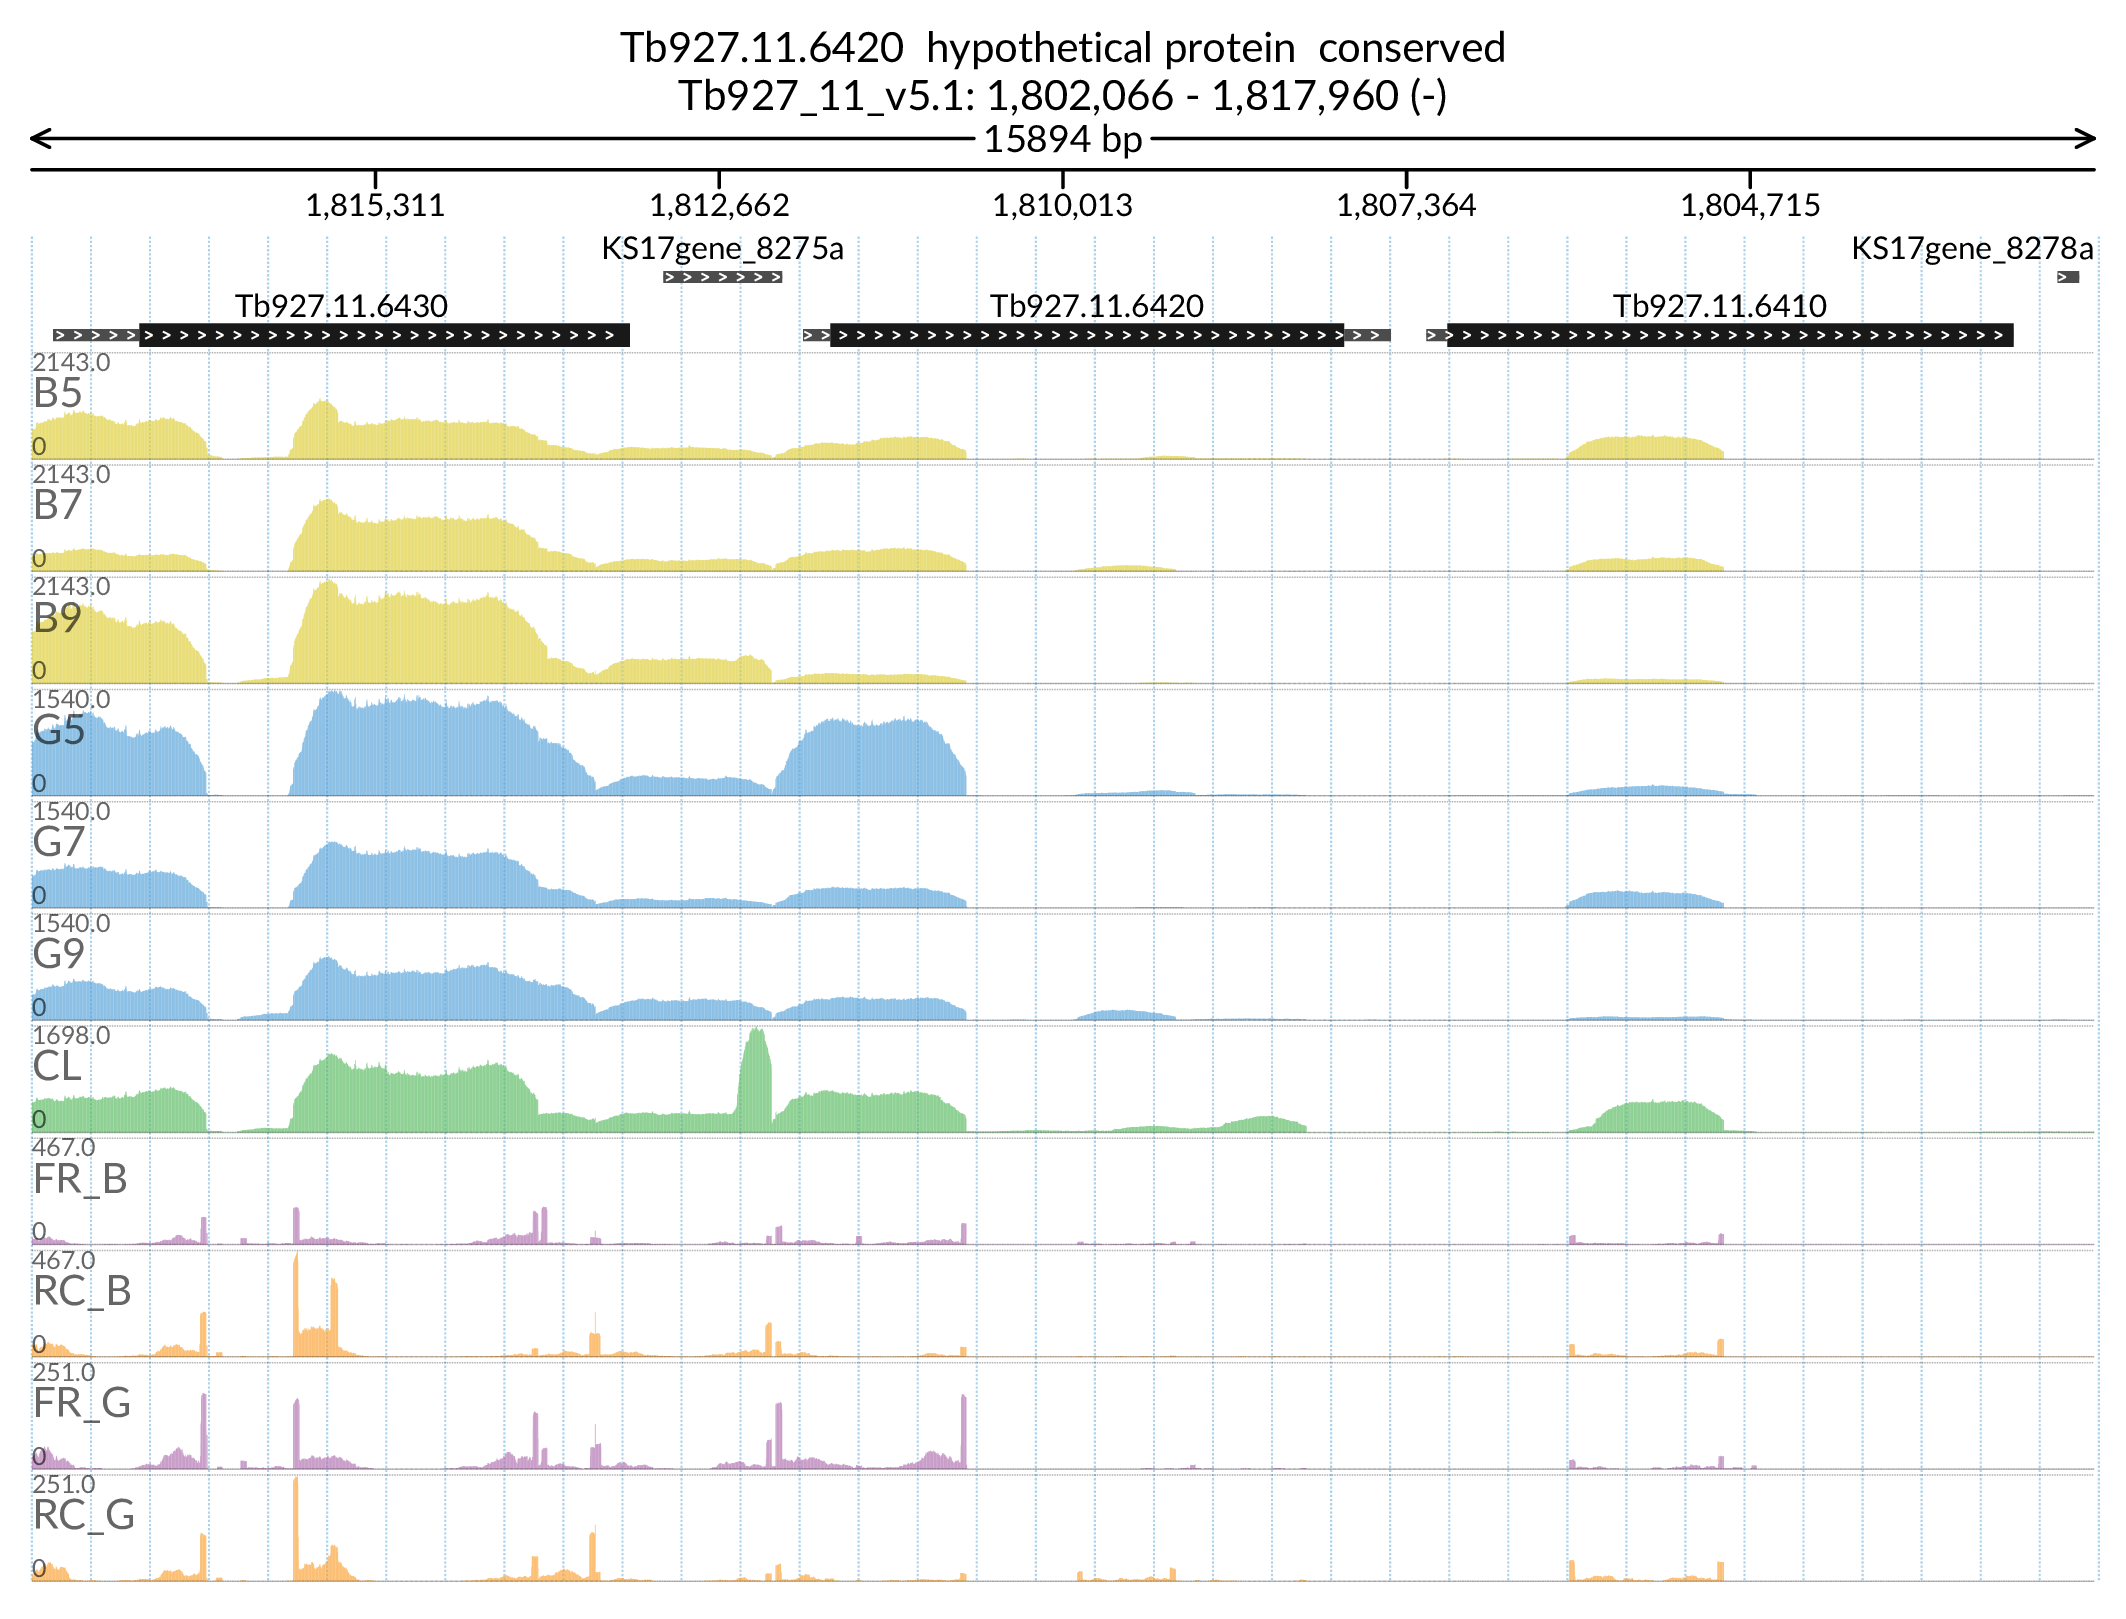 Tb927.11.6420  hypothetical protein  conserved
Tb927_11_v5.1: 1,802,066 - 1,817,960 (-)
15894 bp
1,815,311 1,812,662 1,810,013 1,807,364 1,804,715
KS17gene_8275a KS17gene_8278a
Tb927.11.6430 Tb927.11.6420 Tb927.11.6410
2143.0
B5
0
2143.0
B7
0
2143.0
B9
0
1540.0
G5
0
1540.0
G7
0
1540.0
G9
0
1698.0
CL
0
467.0
FR_B
0
467.0
RC_B
0
251.0
FR_G
0
251.0
RC_G
0